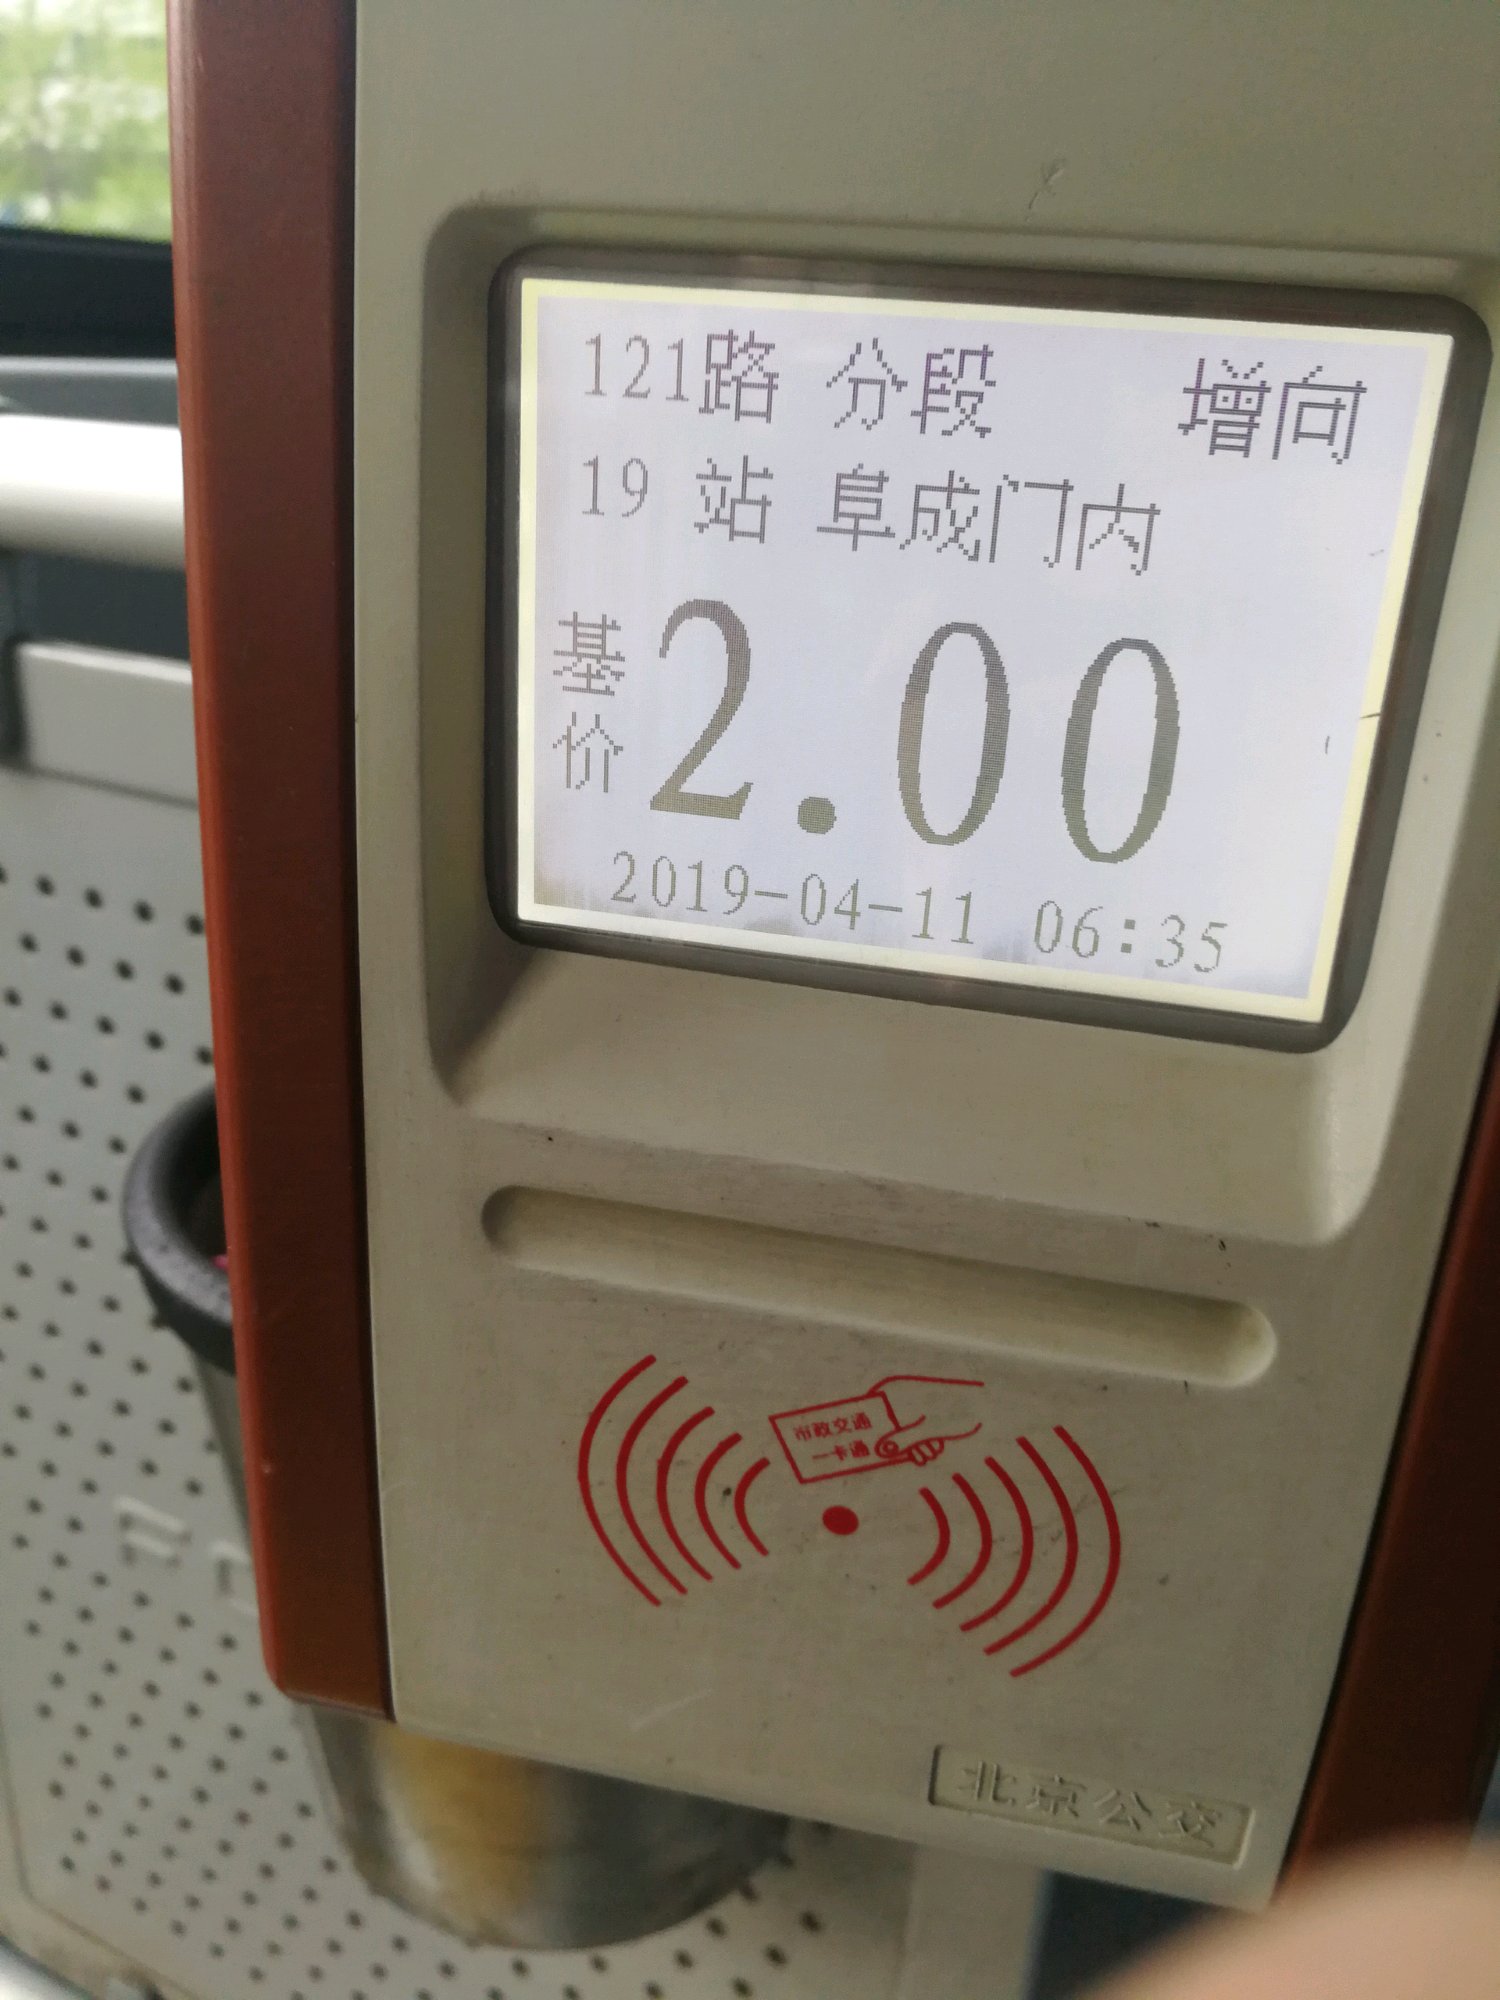 121路 分段 增向
19 站 阜成门内
基价 2.00
2019-04-11 06:35
市政交通
一卡通
北京公交